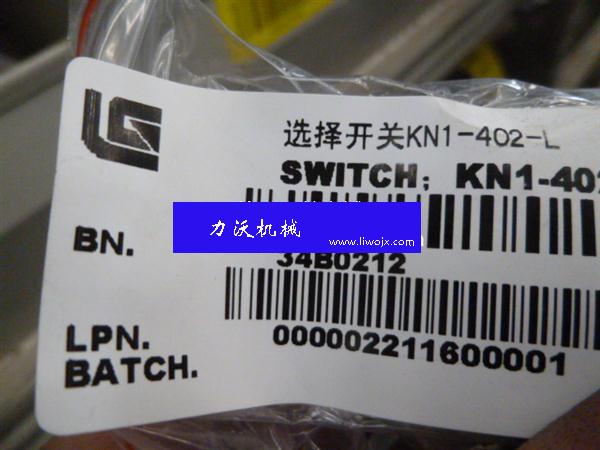 选择开关KN1-402-L
SWITCH; KN1-402
力沃机械
www.liwojx.com
BN.
34B0212
LPN.
000002211600001
BATCH.